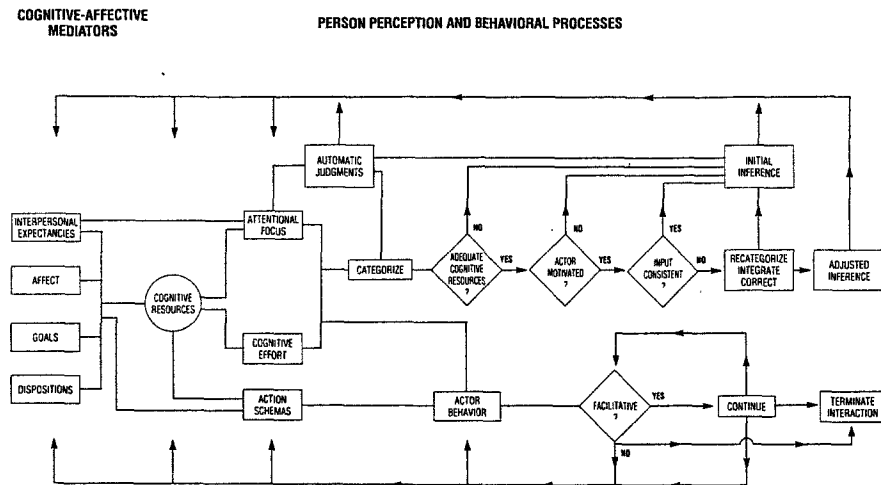 COGNITIVE-AFFECTIVE
MEDIATORS
PERSON PERCEPTION AND BEHAVIORAL PROCESSES
AUTOMATIC
JUDGMENTS
INITIAL
INFERENCE
INTERPERSONAL
EXPECTANCIES
ATTENTIONAL
FOCUS
NO
NO
YES
AFFECT
COGNITIVE
RESOURCES
CATEGORIZE
ADEQUATE
COGNITIVE
RESOURCES
?
YES
ACTOR
MOTIVATED
?
YES
INPUT
CONSISTENT
?
NO
RECATEGORIZE
INTEGRATE
CORRECT
ADJUSTED
INFERENCE
GOALS
COGNITIVE
EFFORT
DISPOSITIONS
ACTION
SCHEMAS
ACTOR
BEHAVIOR
FACILITATIVE
?
YES
CONTINUE
TERMINATE
INTERACTION
NO